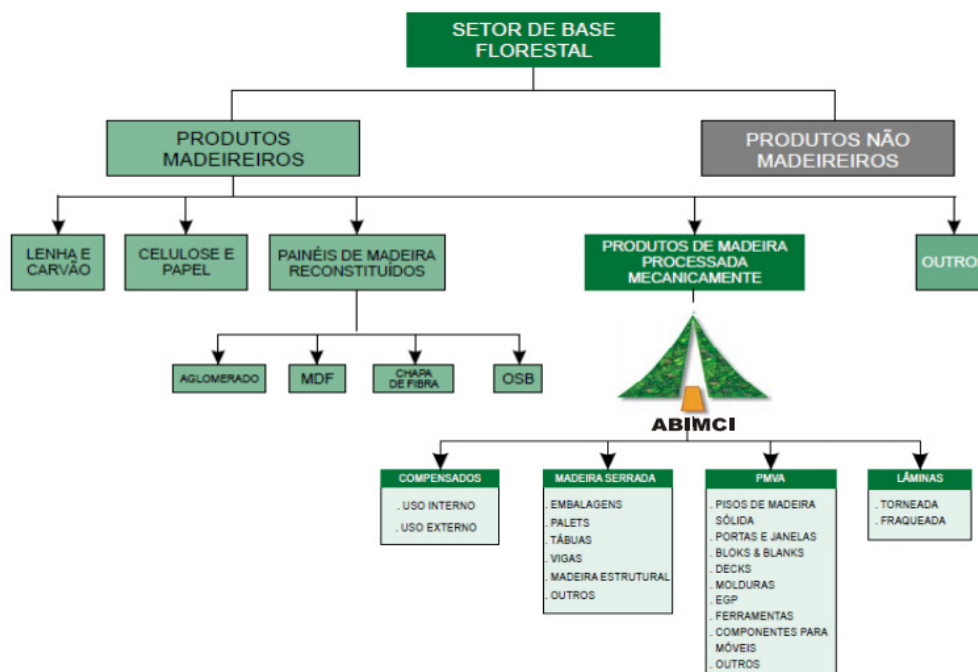 SETOR DE BASE
FLORESTAL
PRODUTOS
MADEIREIROS
PRODUTOS NÃO
MADEIREIROS
LENHA E
CARVÃO
CELULOSE E
PAPEL
PAINÉIS DE MADEIRA
RECONSTITUÍDOS
PRODUTOS DE MADEIRA
PROCESSADA
MECANICAMENTE
OUTROS
AGLOMERADO
MDF
CHAPA
DE FIBRA
OSB
ABIMCI
COMPENSADOS
. USO INTERNO
. USO EXTERNO
MADEIRA SERRADA
. EMBALAGENS
. PALETS
. TÁBUAS
. VIGAS
. MADEIRA ESTRUTURAL
. OUTROS
PMVA
. PISOS DE MADEIRA
SÓLIDA
. PORTAS E JANELAS
. BLOKS & BLANKS
. DECKS
. MOLDURAS
. EGP
. FERRAMENTAS
. COMPONENTES PARA
MÓVEIS
. OUTROS
LÂMINAS
. TORNEADA
. FRAQUEADA